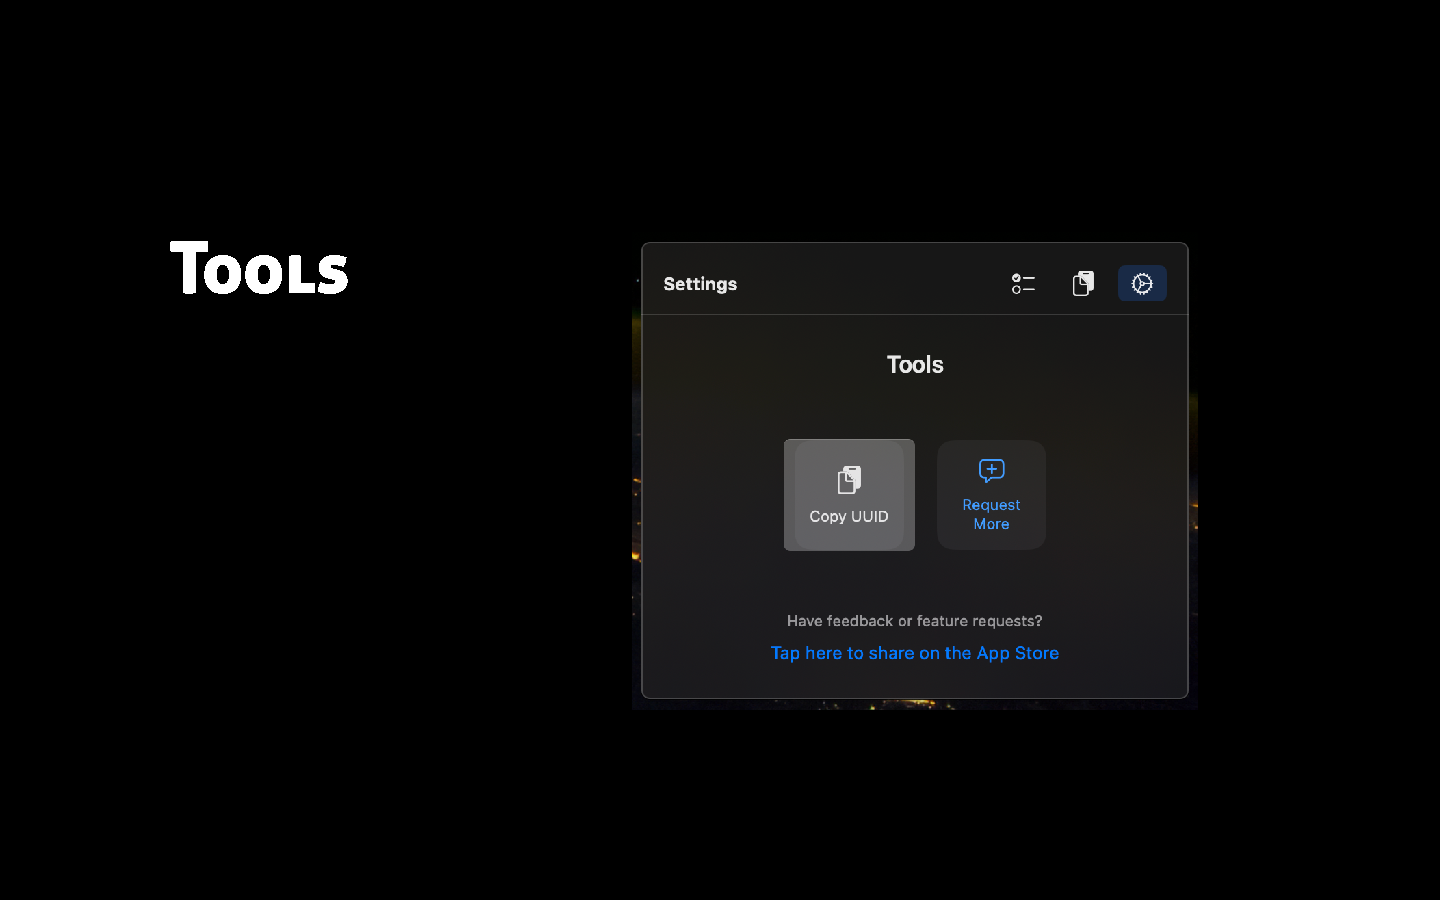 Tools
Settings
Tools
Copy UUID
Request
More
Have feedback or feature requests?
Tap here to share on the App Store